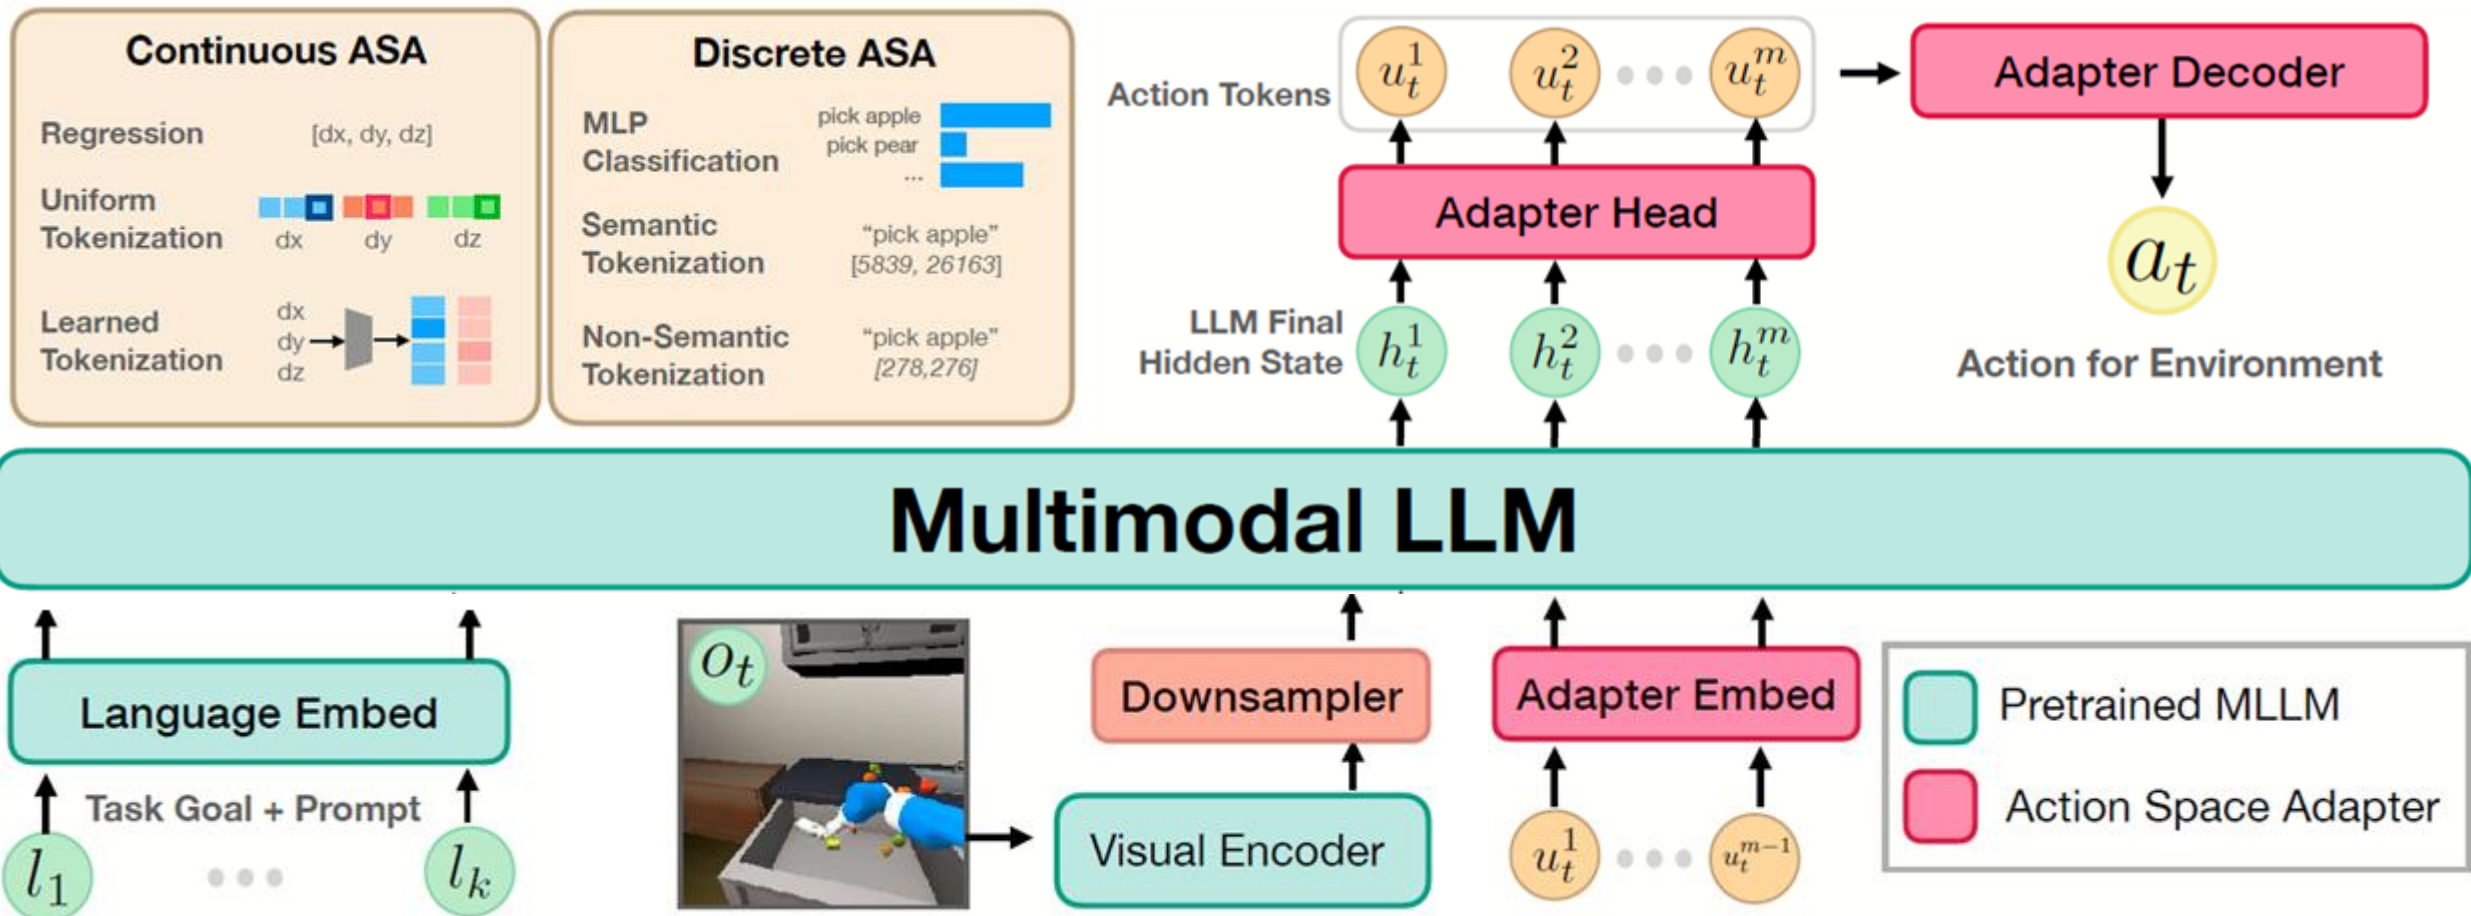 Continuous ASA
Regression
[dx, dy, dz]
Uniform
Tokenization
dx
dy
dz
Learned
Tokenization
dx
dy
dz
Discrete ASA
MLP
Classification
pick apple
pick pear
...
Semantic
Tokenization
“pick apple”
[5839, 26163]
Non-Semantic
Tokenization
“pick apple”
[278,276]
Action Tokens
u_t^1
u_t^2
u_t^m
Adapter Decoder
Adapter Head
a_t
Action for Environment
LLM Final
Hidden State
h_t^1
h_t^2
h_t^m
Multimodal LLM
Language Embed
Task Goal + Prompt
l_1
l_k
o_t
Downsampler
Visual Encoder
Adapter Embed
u_t^1
u_t^{m-1}
Pretrained MLLM
Action Space Adapter